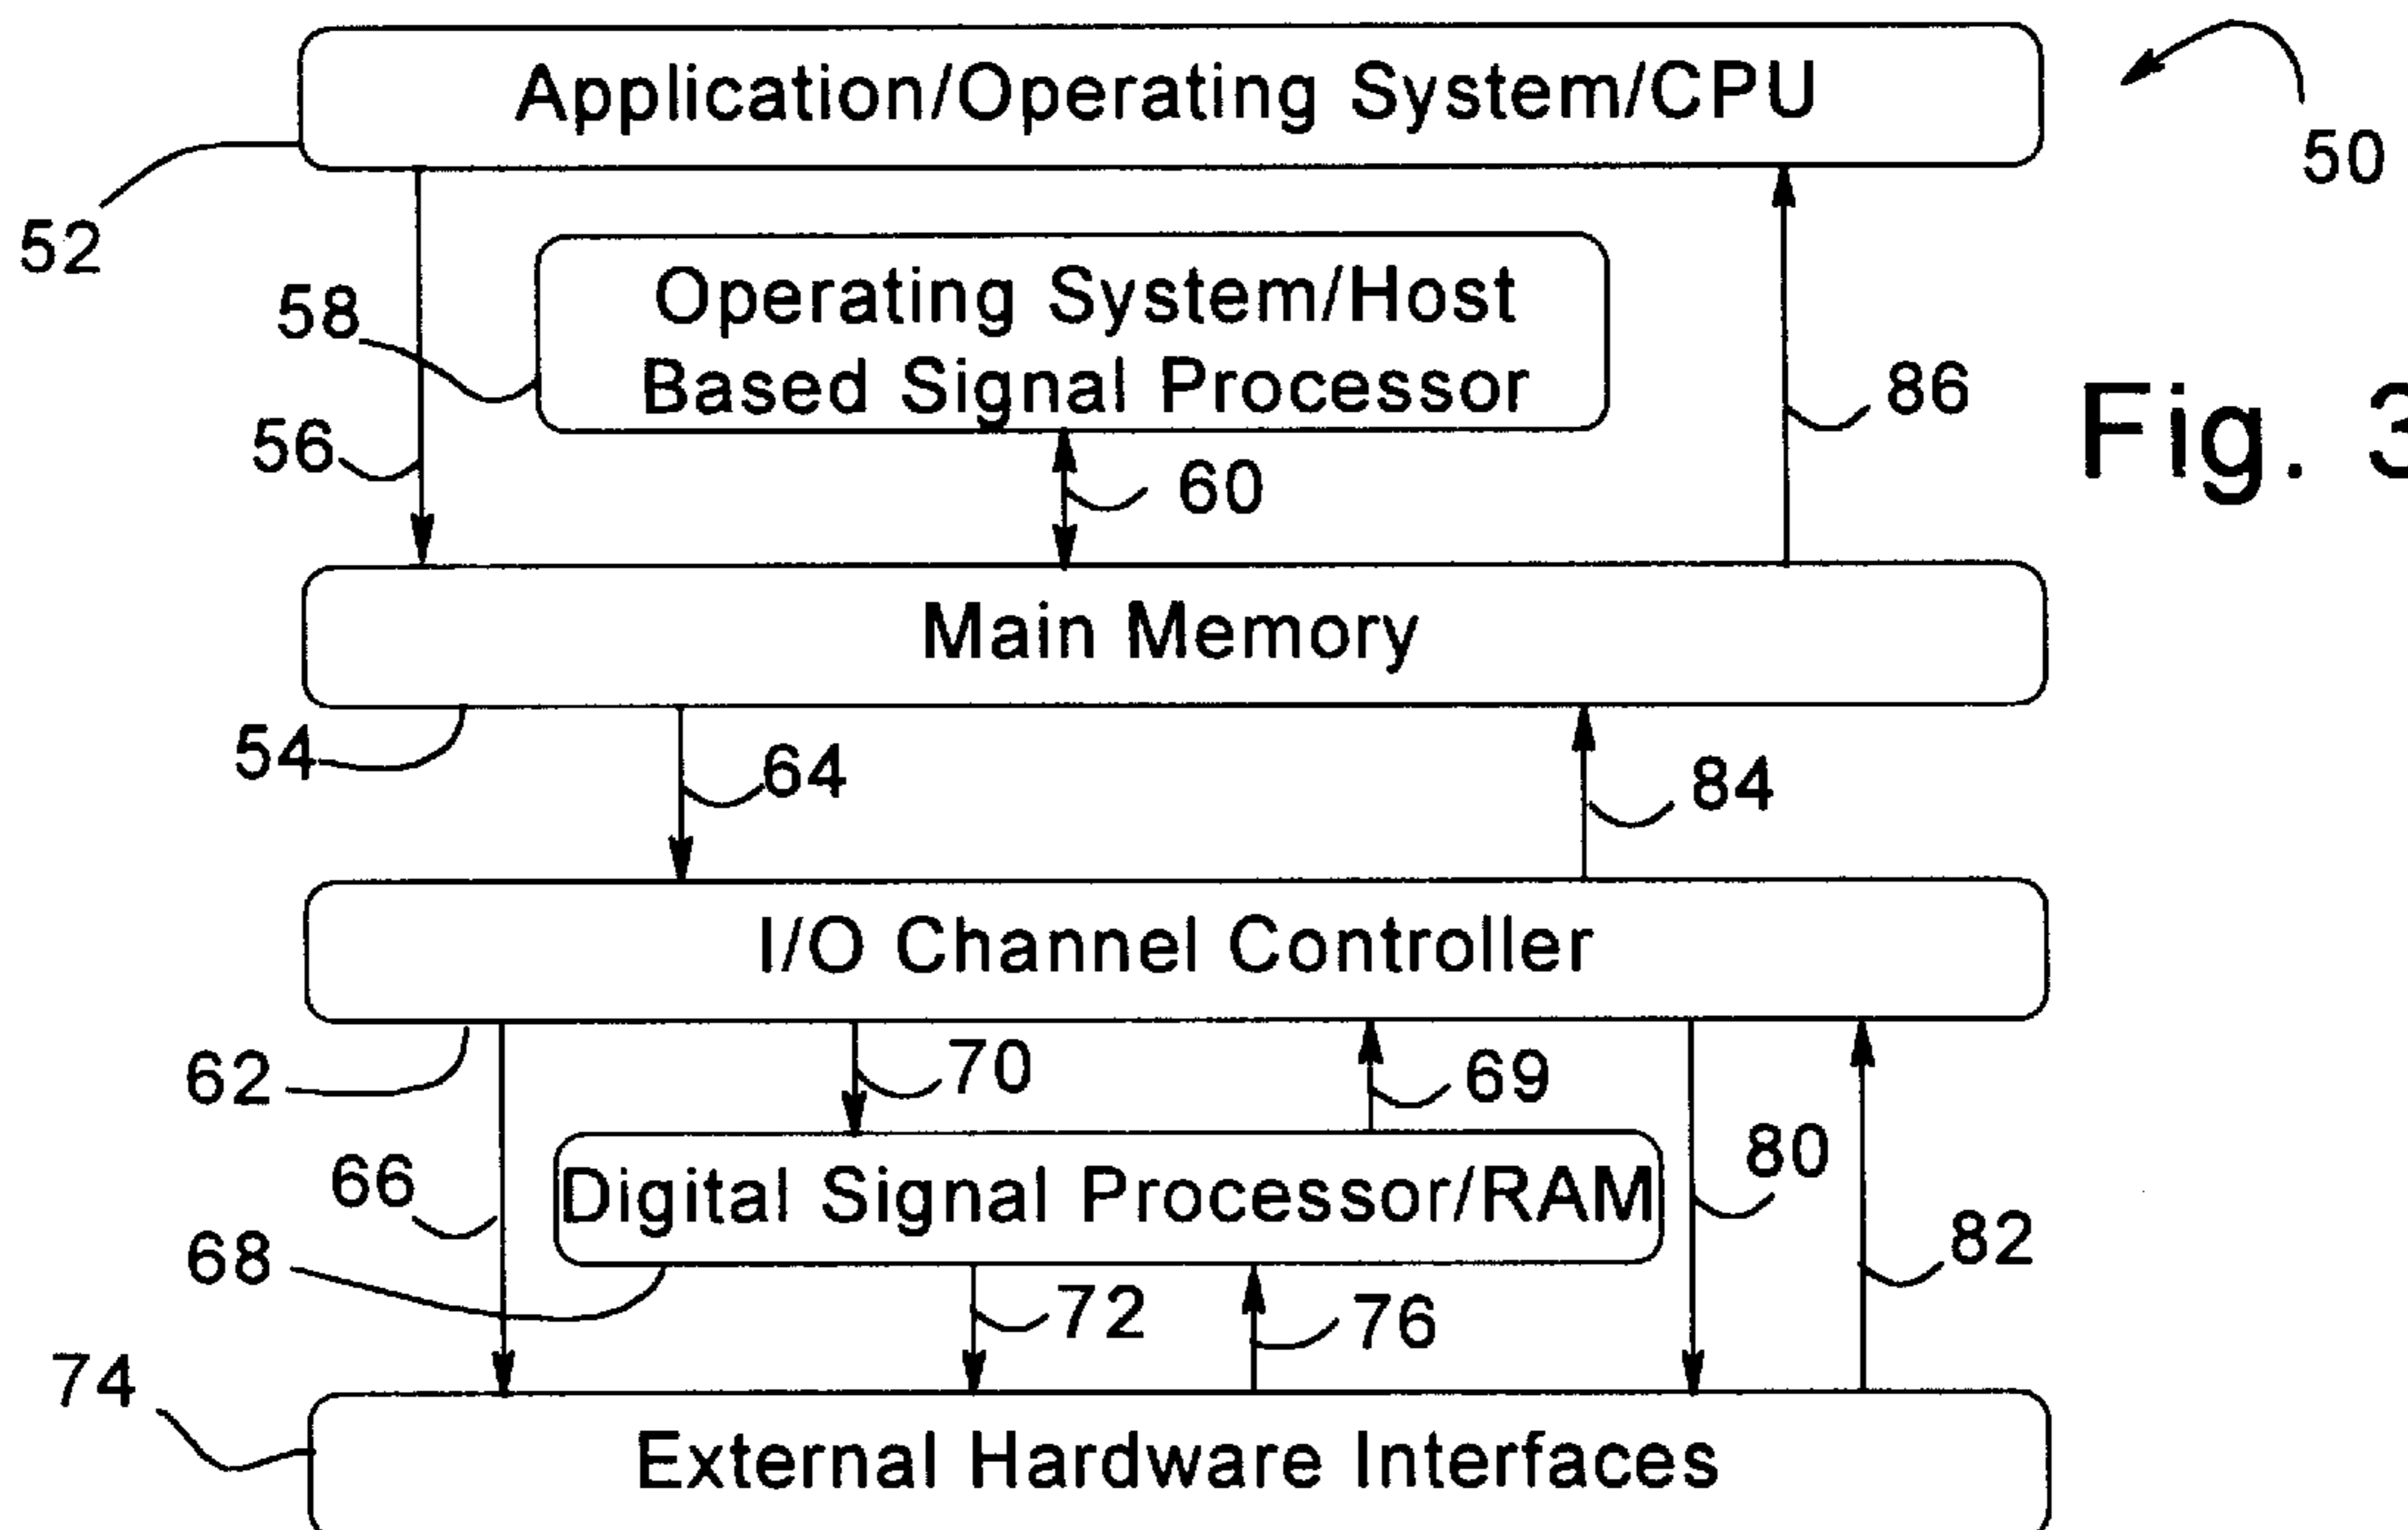 Application/Operating System/CPU
50
52
Operating System/Host
Based Signal Processor
58
86
Fig. 3
56
60
Main Memory
54
64
84
I/O Channel Controller
62
70
69
66
80
Digital Signal Processor/RAM
68
82
72
76
74
External Hardware Interfaces